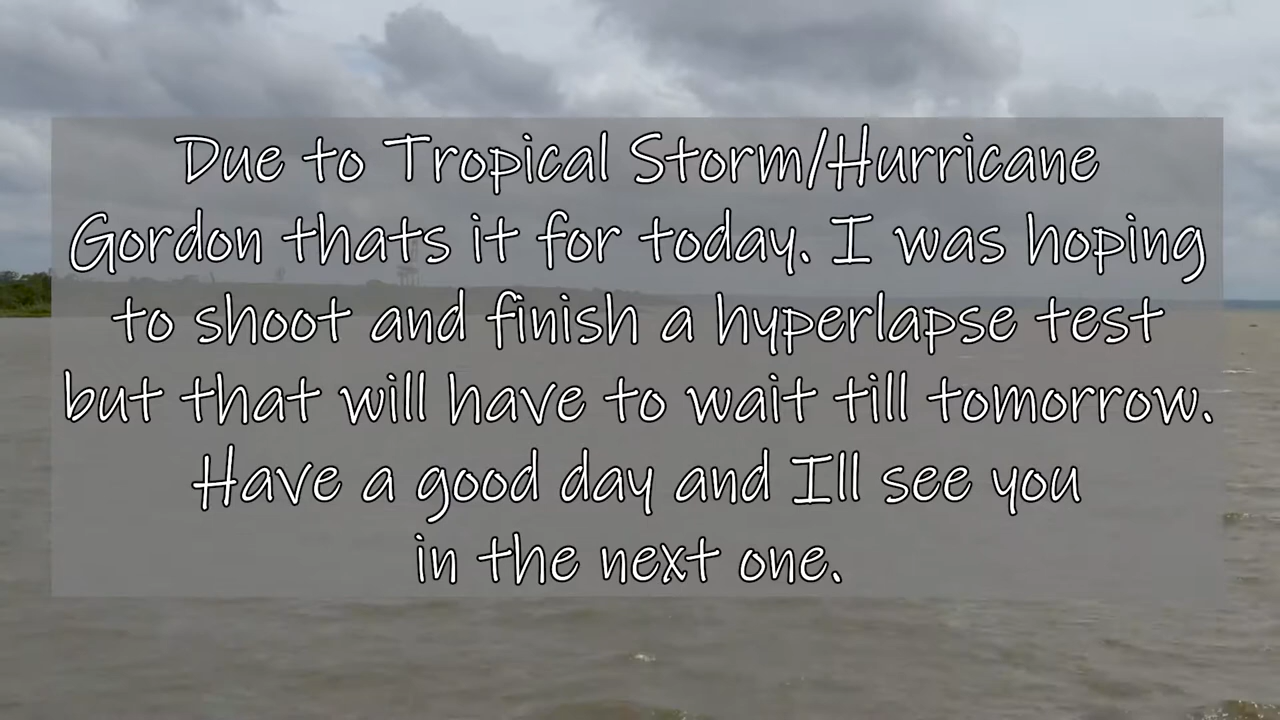 Due to Tropical Storm/Hurricane
Gordon thats it for today. I was hoping
to shoot and finish a hyperlapse test
but that will have to wait till tomorrow.
Have a good day and Ill see you
in the next one.